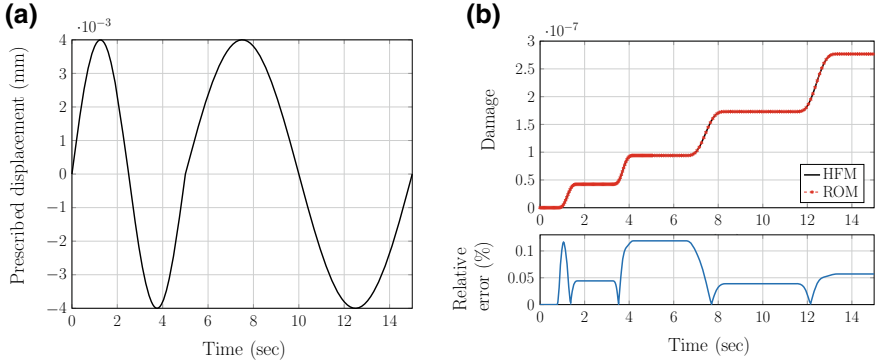 (a)
·10⁻³
Prescribed displacement (mm)
4
3
2
1
0
−1
−2
−3
−4
0 2 4 6 8 10 12 14
Time (sec)
(b)
·10⁻⁷
Damage
3
2.5
2
1.5
1
0.5
0
HFM
ROM
0 2 4 6 8 10 12 14
Relative
error (%)
0.1
0.05
0
0 2 4 6 8 10 12 14
Time (sec)